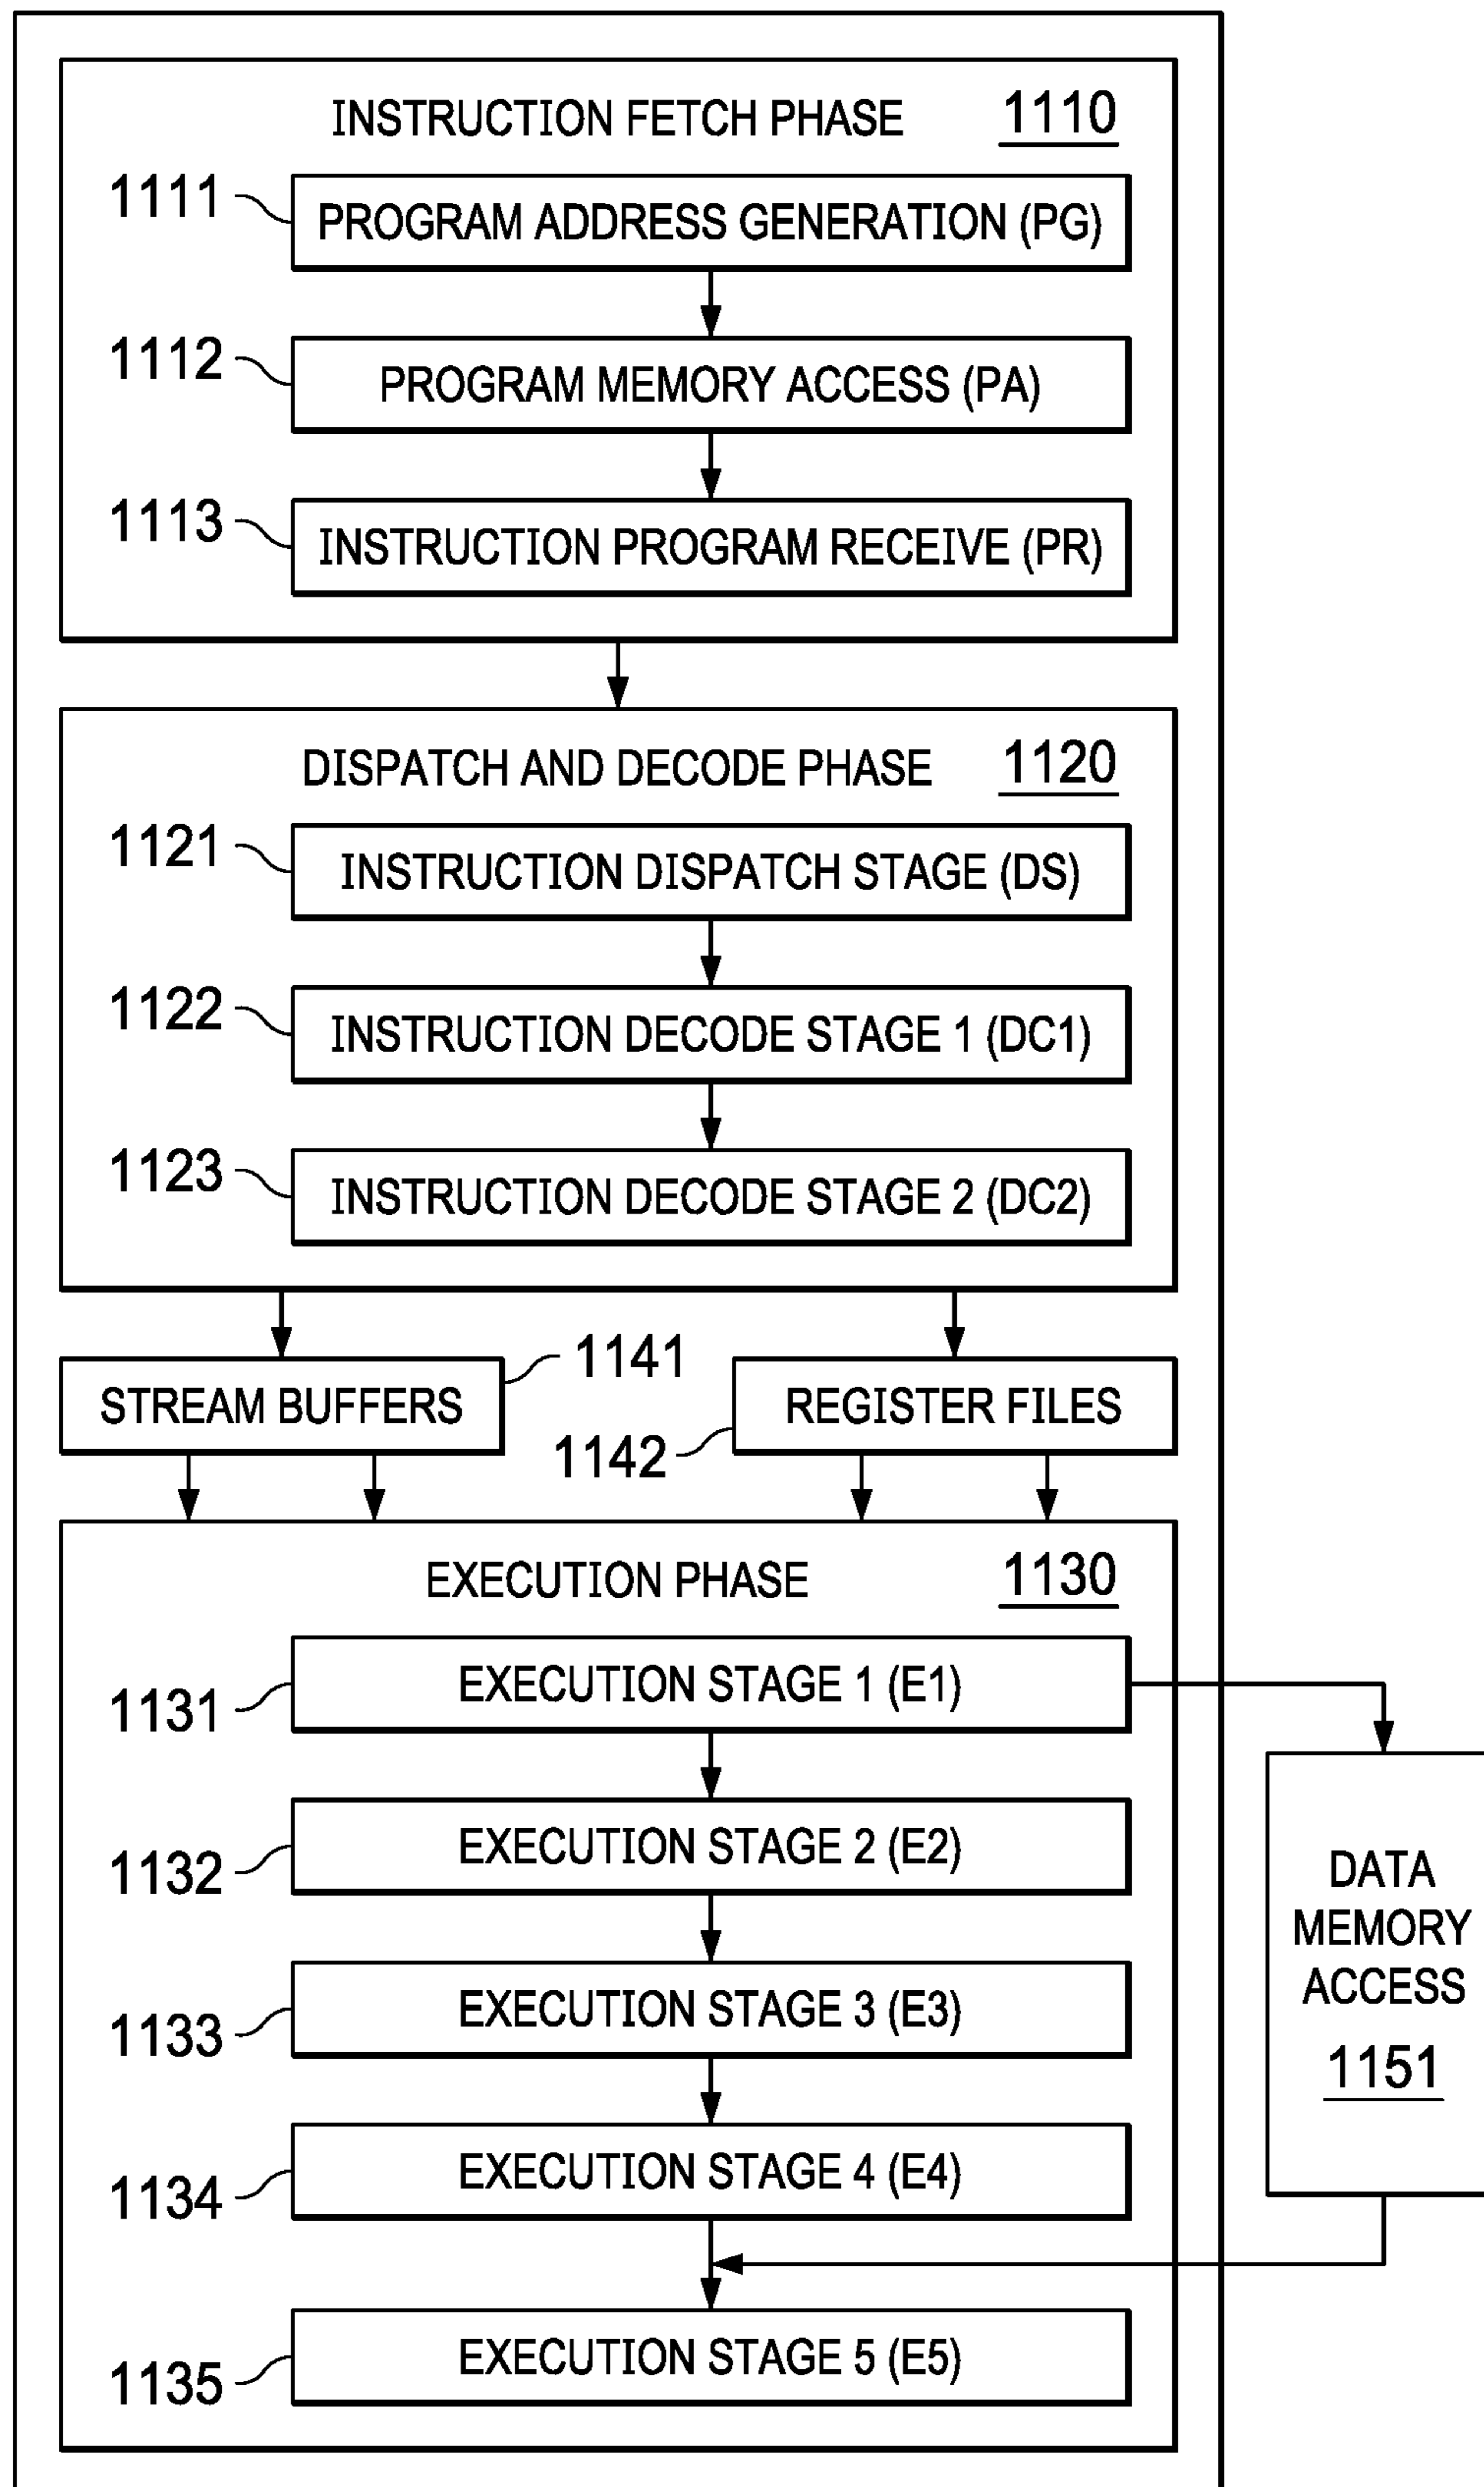 INSTRUCTION FETCH PHASE 1110
1111 PROGRAM ADDRESS GENERATION (PG)
1112 PROGRAM MEMORY ACCESS (PA)
1113 INSTRUCTION PROGRAM RECEIVE (PR)
DISPATCH AND DECODE PHASE 1120
1121 INSTRUCTION DISPATCH STAGE (DS)
1122 INSTRUCTION DECODE STAGE 1 (DC1)
1123 INSTRUCTION DECODE STAGE 2 (DC2)
STREAM BUFFERS 1141
1142 REGISTER FILES
EXECUTION PHASE 1130
1131 EXECUTION STAGE 1 (E1)
1132 EXECUTION STAGE 2 (E2)
1133 EXECUTION STAGE 3 (E3)
1134 EXECUTION STAGE 4 (E4)
1135 EXECUTION STAGE 5 (E5)
DATA
MEMORY
ACCESS
1151